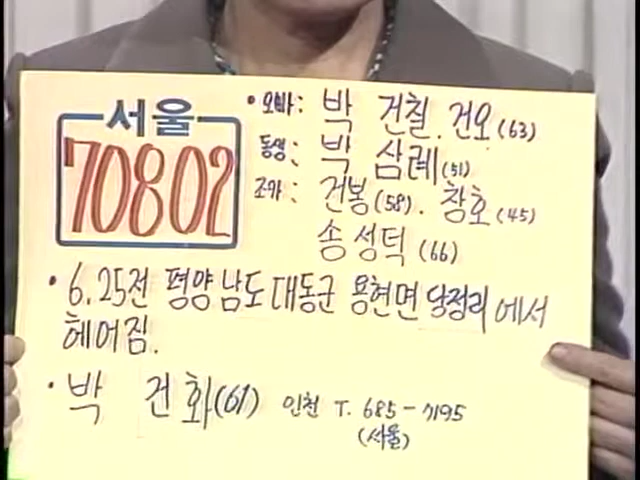 서울
70802
• 오빠: 박 건칠. 건오(63)
동생: 박 삼례(51)
조카: 건봉(58). 창호(45)
송성덕(66)
• 6.25전 평양남도대동군 용현면 당정리에서
헤어짐.
• 박 건화(61) 인천 T. 685-7195
(서울)